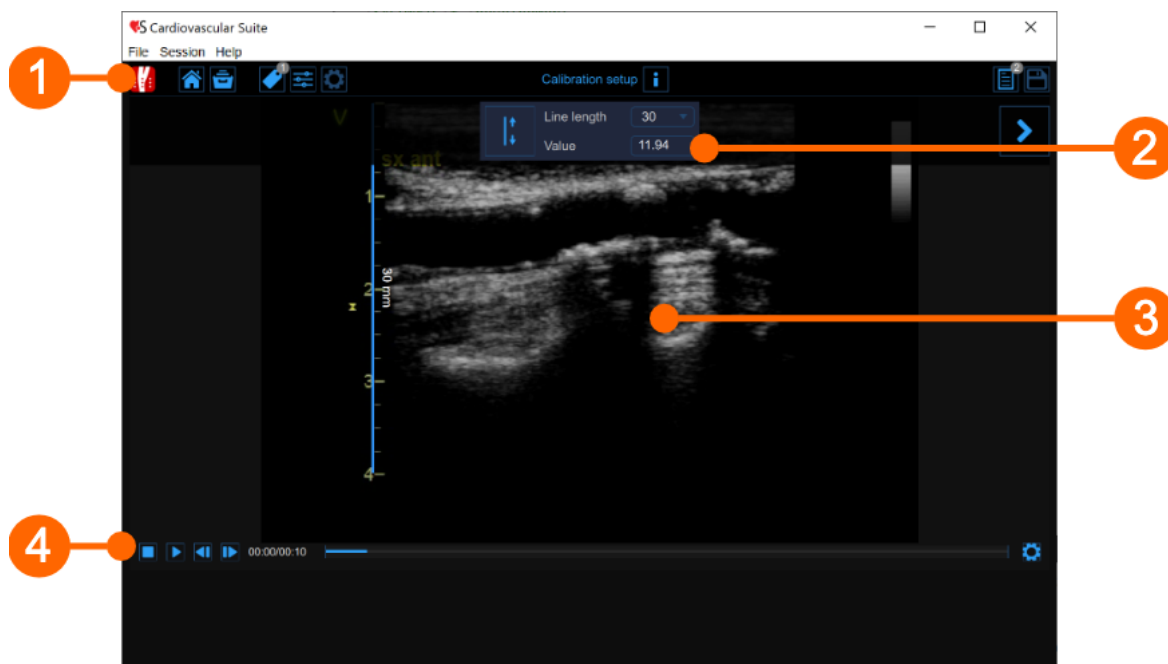 S Cardiovascular Suite
File Session Help
1
1
Calibration setup
i
2
V
Line length 30
Value 11.94
2
sx ant
1
30 mm
2
3
3
4
4
00:00/00:10